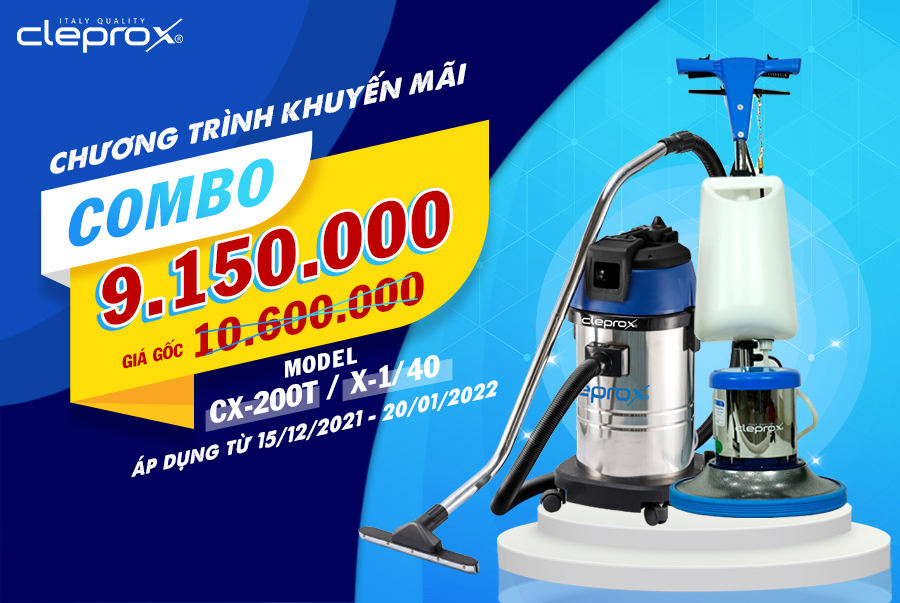 ITALY QUALITY
cleprox®
CHƯƠNG TRÌNH KHUYẾN MÃI
COMBO
9.150.000
GIÁ GỐC 10.600.000
MODEL
CX-200T / X-1/40
ÁP DỤNG TỪ 15/12/2021 - 20/01/2022
cleprox
eprox
cleprox